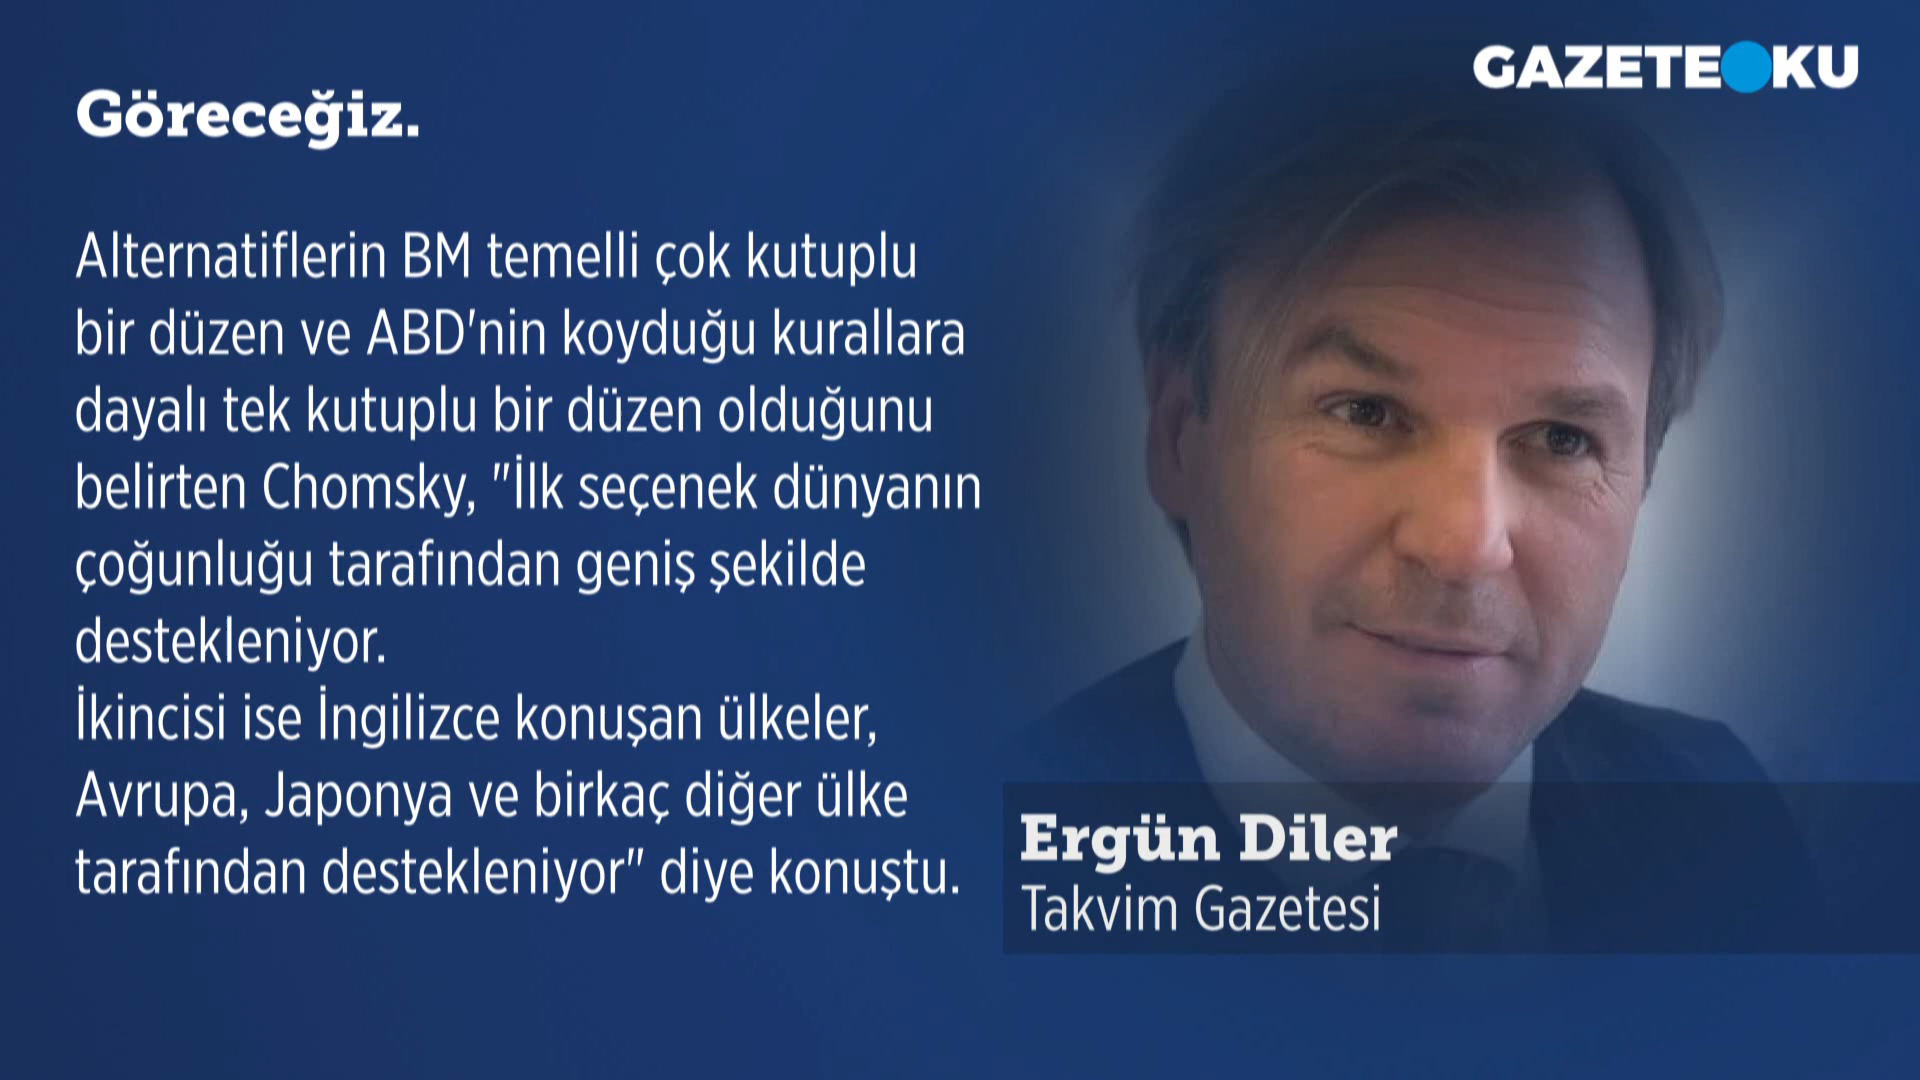 GAZETEOKU
Göreceğiz.
Alternatiflerin BM temelli çok kutuplu
bir düzen ve ABD'nin koyduğu kurallara
dayalı tek kutuplu bir düzen olduğunu
belirten Chomsky, "İlk seçenek dünyanın
çoğunluğu tarafından geniş şekilde
destekleniyor.
İkincisi ise İngilizce konuşan ülkeler,
Avrupa, Japonya ve birkaç diğer ülke
tarafından destekleniyor" diye konuştu.
Ergün Diler
Takvim Gazetesi